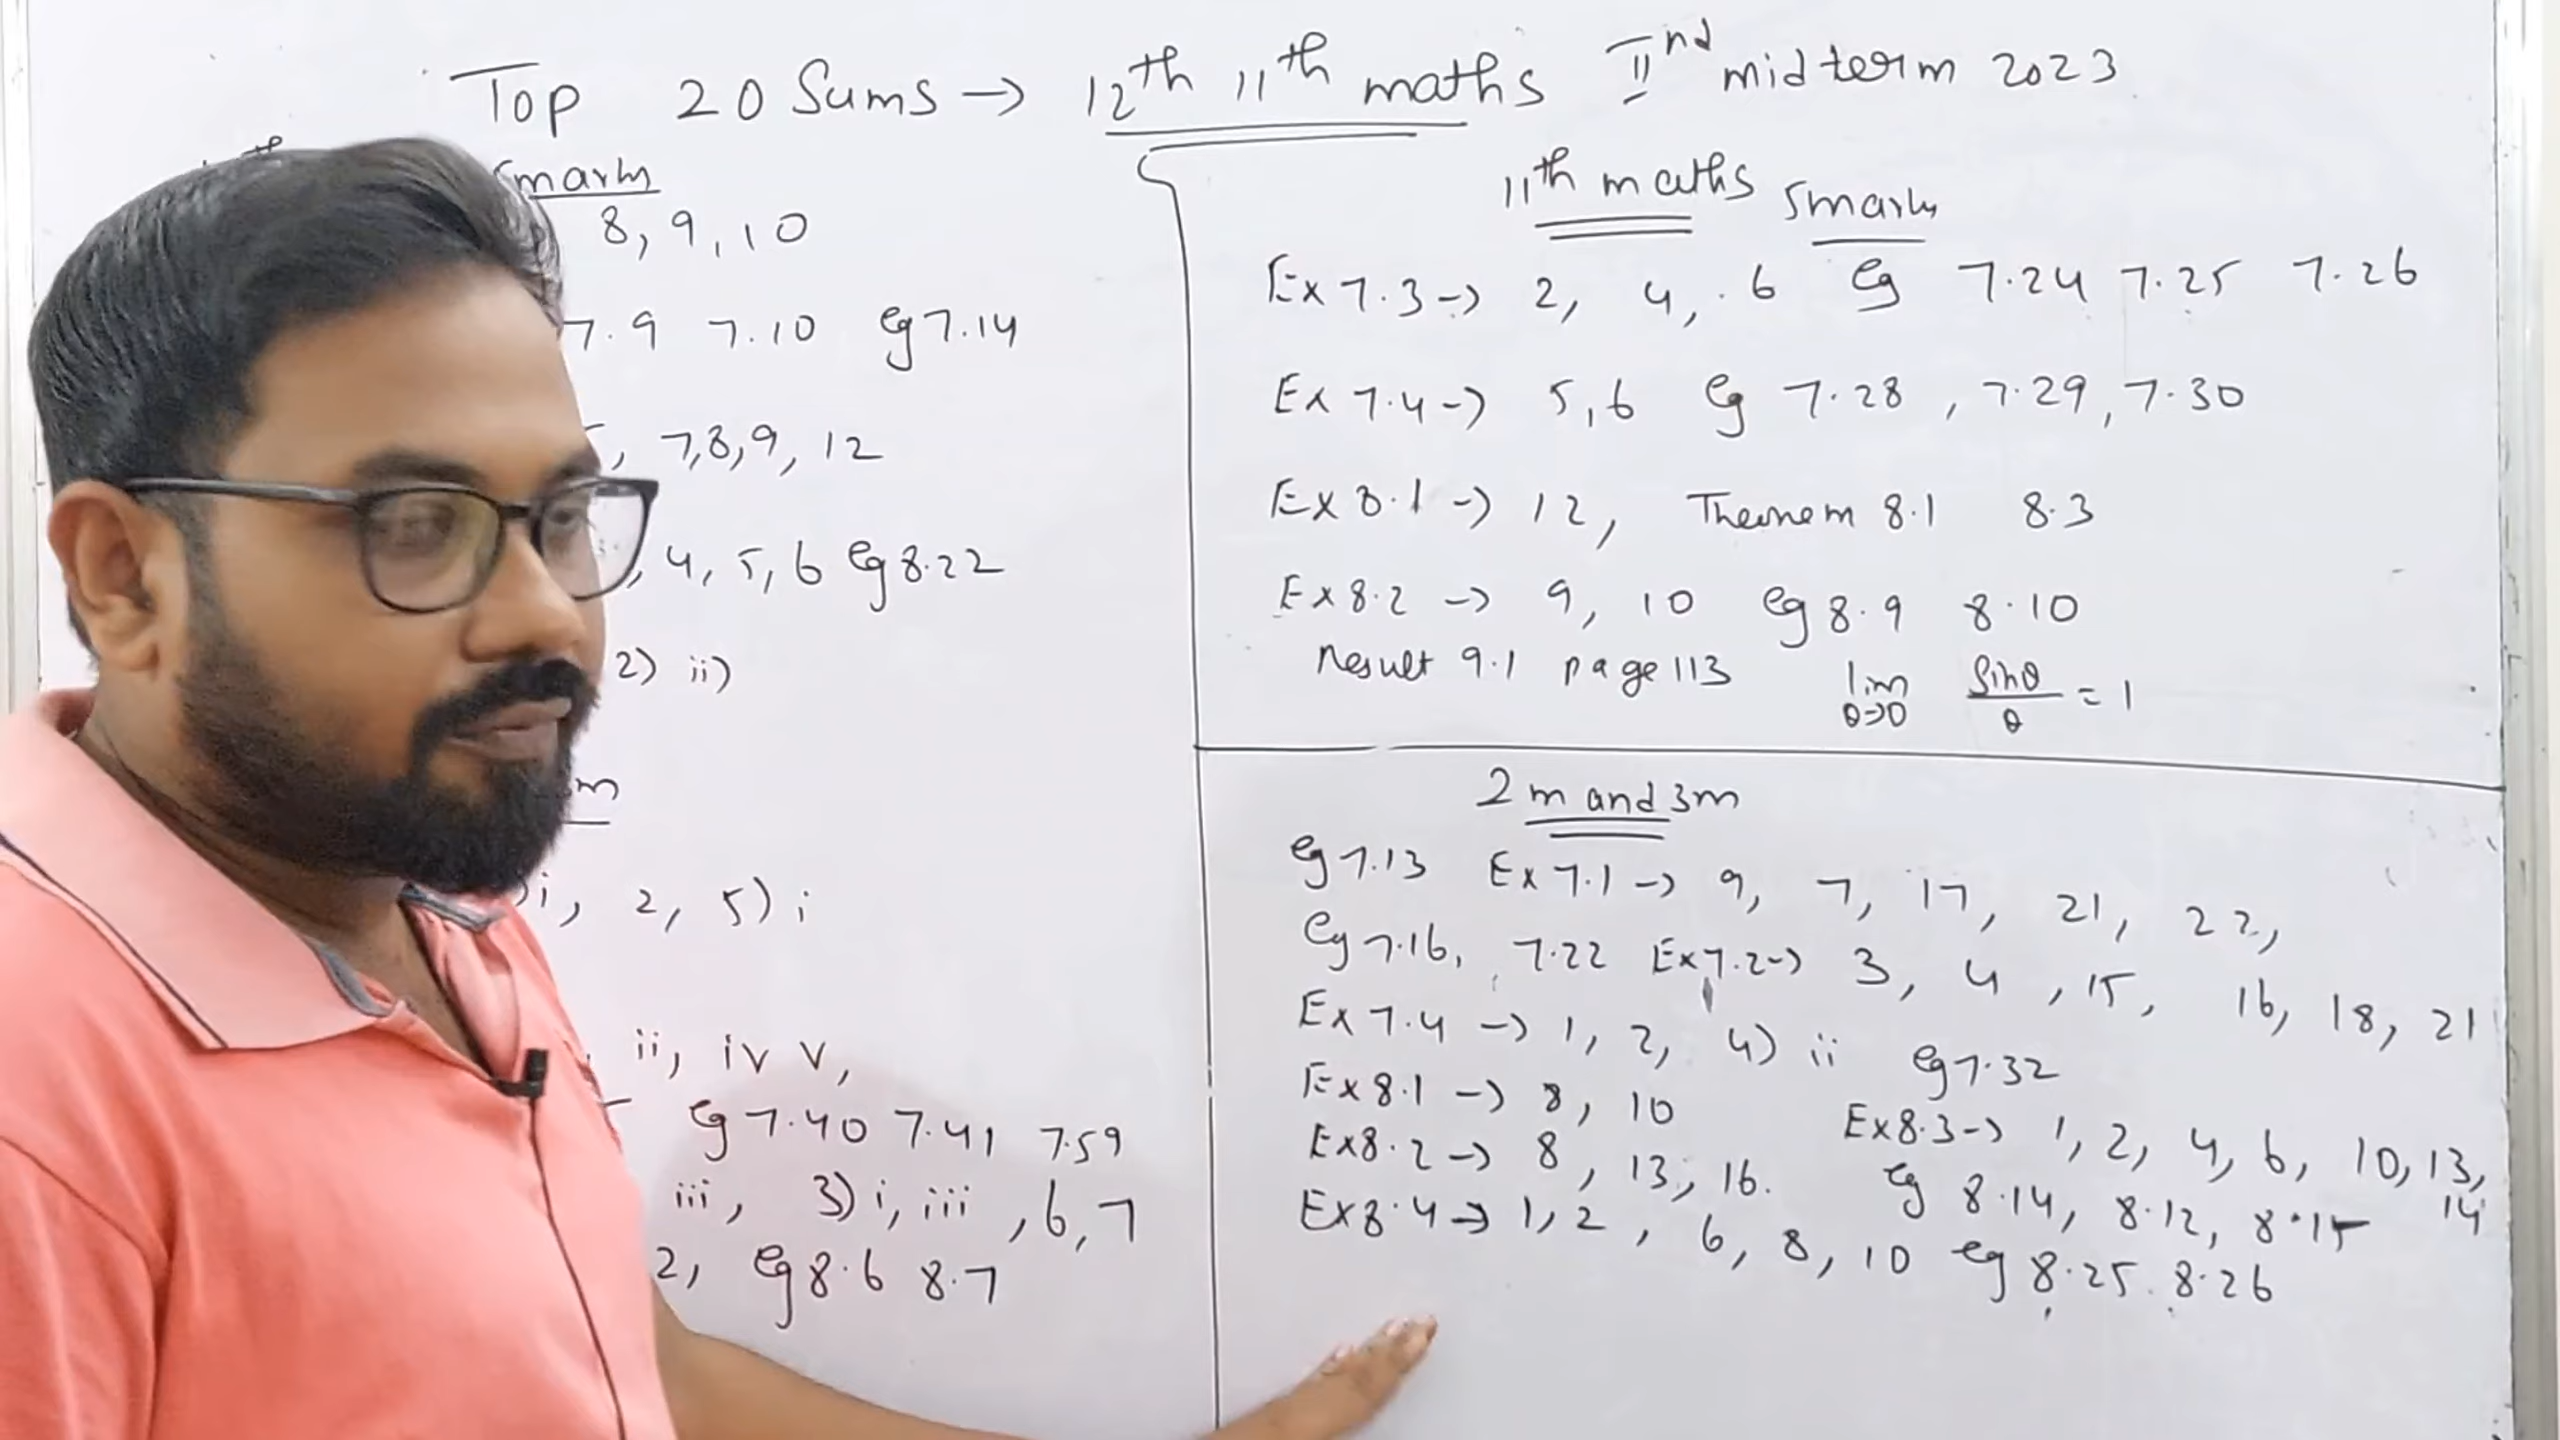 Top 20 Sums → 12th 11th maths IInd midterm 2023
5marks
8, 9, 10
7.9 7.10 eg 7.14
, 7,8,9, 12
, 4, 5, 6 eg 8.22
2) ii)
m
)i, 2, 5) i
ii, iv v,
eg 7.40 7.41 7.59
iii, 3) i, iii , 6, 7
2, eg 8.6 8.7
11th maths 5marks
Ex 7.3 → 2, 4, 6 eg 7.24 7.25 7.26
Ex 7.4 → 5, 6 eg 7.28 , 7.29, 7.30
Ex 8.1 → 12, Theorem 8.1 8.3
Ex 8.2 → 9, 10 eg 8.9 8.10
Result 9.1 page 113 lim θ→0 Sinθ/θ = 1
2m and 3m
eg 7.13 Ex 7.1 → 9, 7, 17, 21, 22,
eg 7.16, 7.22 Ex 7.2 → 3, 4 , 15, 16, 18, 21
Ex 7.4 → 1, 2, 4) ii eg 7.32
Ex 8.1 → 8, 10
Ex 8.3 → 1, 2, 4, 6, 10, 13, 14
Ex 8.2 → 8, 13, 16.
eg 8.14, 8.12, 8.15
Ex 8.4 → 1, 2, 6, 8, 10 eg 8.25 8.26